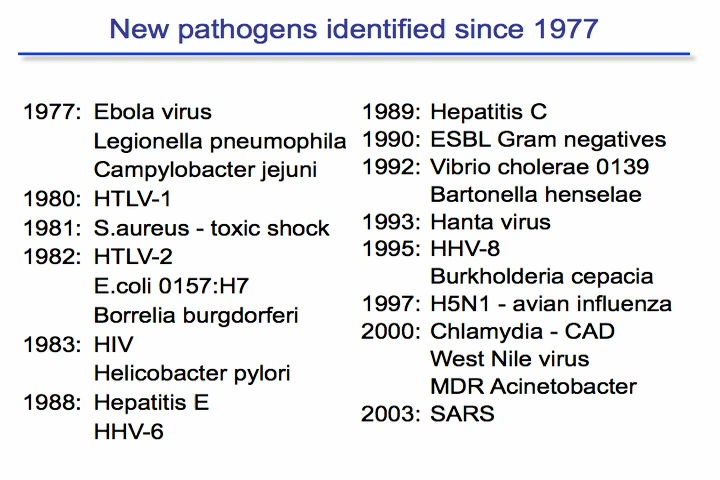 New pathogens identified since 1977
1977: Ebola virus
Legionella pneumophila
Campylobacter jejuni
1980: HTLV-1
1981: S.aureus - toxic shock
1982: HTLV-2
E.coli 0157:H7
Borrelia burgdorferi
1983: HIV
Helicobacter pylori
1988: Hepatitis E
HHV-6
1989: Hepatitis C
1990: ESBL Gram negatives
1992: Vibrio cholerae 0139
Bartonella henselae
1993: Hanta virus
1995: HHV-8
Burkholderia cepacia
1997: H5N1 - avian influenza
2000: Chlamydia - CAD
West Nile virus
MDR Acinetobacter
2003: SARS